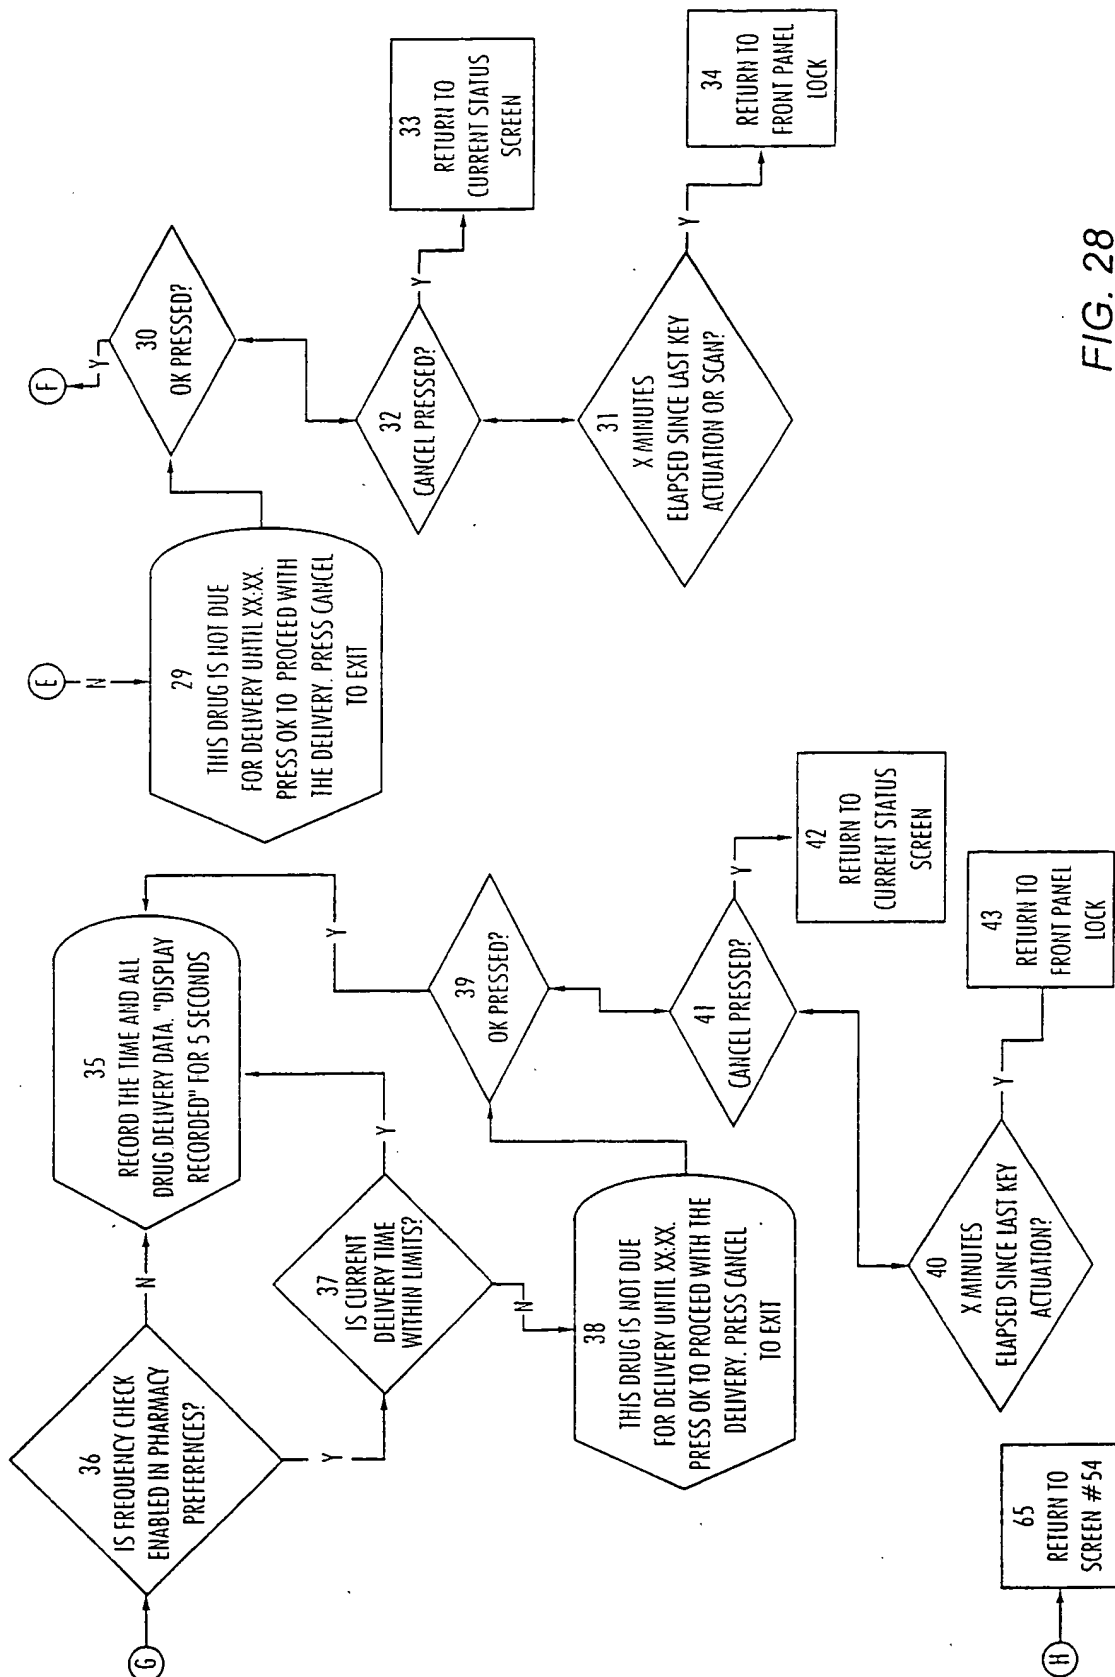 G
36
IS FREQUENCY CHECK
ENABLED IN PHARMACY
PREFERENCES?
N
Y
35
RECORD THE TIME AND ALL
DRUG DELIVERY DATA. "DISPLAY
RECORDED" FOR 5 SECONDS
37
IS CURRENT
DELIVERY TIME
WITHIN LIMITS?
Y
N
38
THIS DRUG IS NOT DUE
FOR DELIVERY UNTIL XX:XX.
PRESS OK TO PROCEED WITH THE
DELIVERY. PRESS CANCEL
TO EXIT
39
OK PRESSED?
Y
41
CANCEL PRESSED?
Y
42
RETURN TO
CURRENT STATUS
SCREEN
40
X MINUTES
ELAPSED SINCE LAST KEY
ACTUATION?
Y
43
RETURN TO
FRONT PANEL
LOCK
H
65
RETURN TO
SCREEN #54
E
N
29
THIS DRUG IS NOT DUE
FOR DELIVERY UNTIL XX:XX.
PRESS OK TO PROCEED WITH
THE DELIVERY. PRESS CANCEL
TO EXIT
30
OK PRESSED?
Y
F
32
CANCEL PRESSED?
Y
33
RETURN TO
CURRENT STATUS
SCREEN
31
X MINUTES
ELAPSED SINCE LAST KEY
ACTUATION OR SCAN?
Y
34
RETURN TO
FRONT PANEL
LOCK
FIG. 28